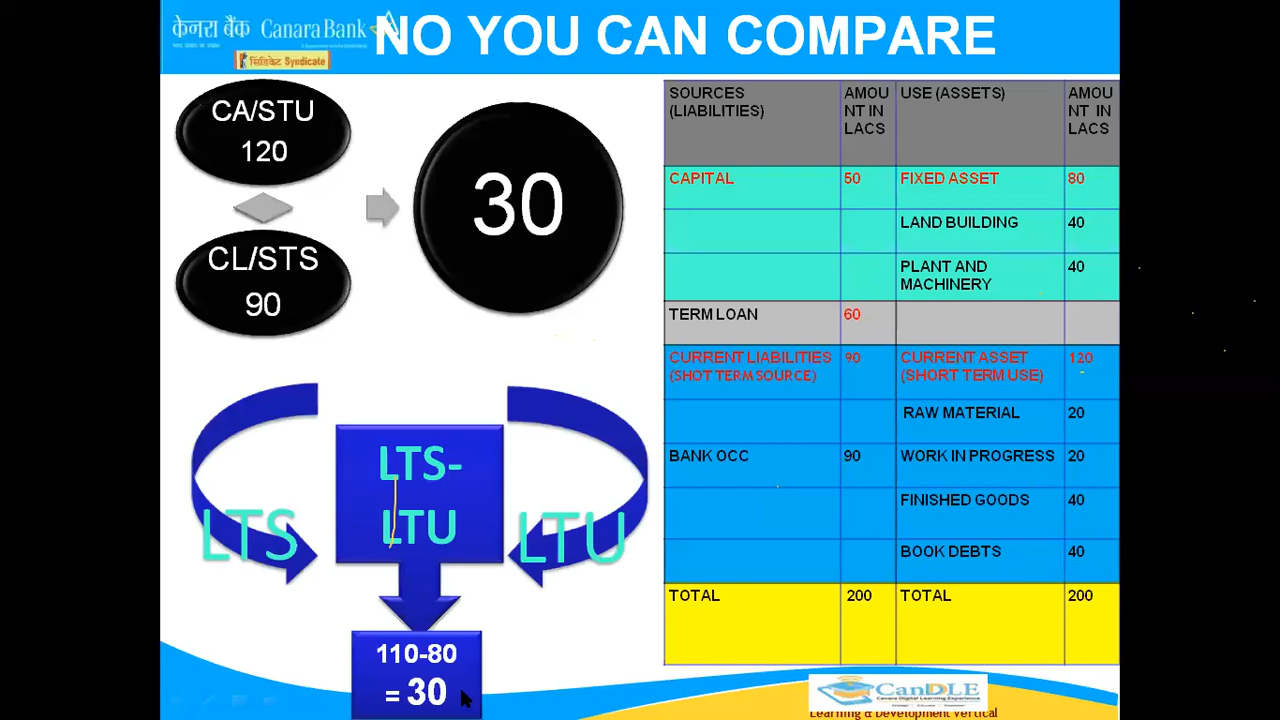 केनरा बैंक Canara Bank
सिंडिकेट Syndicate
NO YOU CAN COMPARE
CA/STU
120
CL/STS
90
30
LTS
LTS-
LTU
LTU
110-80
= 30
SOURCES (LIABILITIES) AMOUNT IN LACS USE (ASSETS) AMOUNT IN LACS
CAPITAL 50 FIXED ASSET 80
LAND BUILDING 40
PLANT AND MACHINERY 40
TERM LOAN 60
CURRENT LIABILITIES (SHOT TERM SOURCE) 90 CURRENT ASSET (SHORT TERM USE) 120
RAW MATERIAL 20
BANK OCC 90 WORK IN PROGRESS 20
FINISHED GOODS 40
BOOK DEBTS 40
TOTAL 200 TOTAL 200
CanDLE
Canara Digital Learning Experience
Learning & Development Vertical